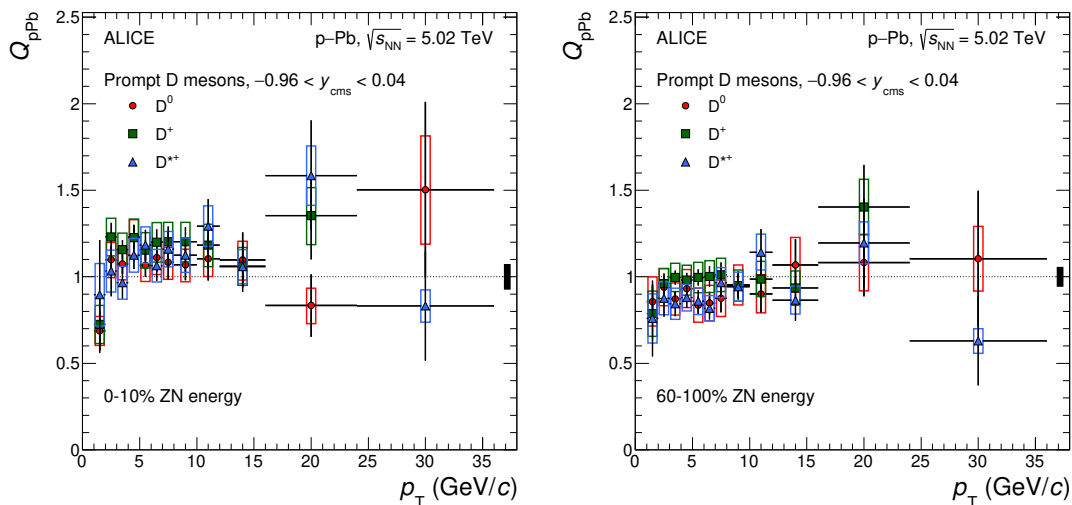 Q_pPb
2.5
2
1.5
1
0.5
0
ALICE
p–Pb, √s_NN = 5.02 TeV
Prompt D mesons, –0.96 < y_cms < 0.04
D^0
D^+
D^*+
0-10% ZN energy
0 5 10 15 20 25 30 35
p_T (GeV/c)
Q_pPb
2.5
2
1.5
1
0.5
0
ALICE
p–Pb, √s_NN = 5.02 TeV
Prompt D mesons, –0.96 < y_cms < 0.04
D^0
D^+
D^*+
60-100% ZN energy
0 5 10 15 20 25 30 35
p_T (GeV/c)